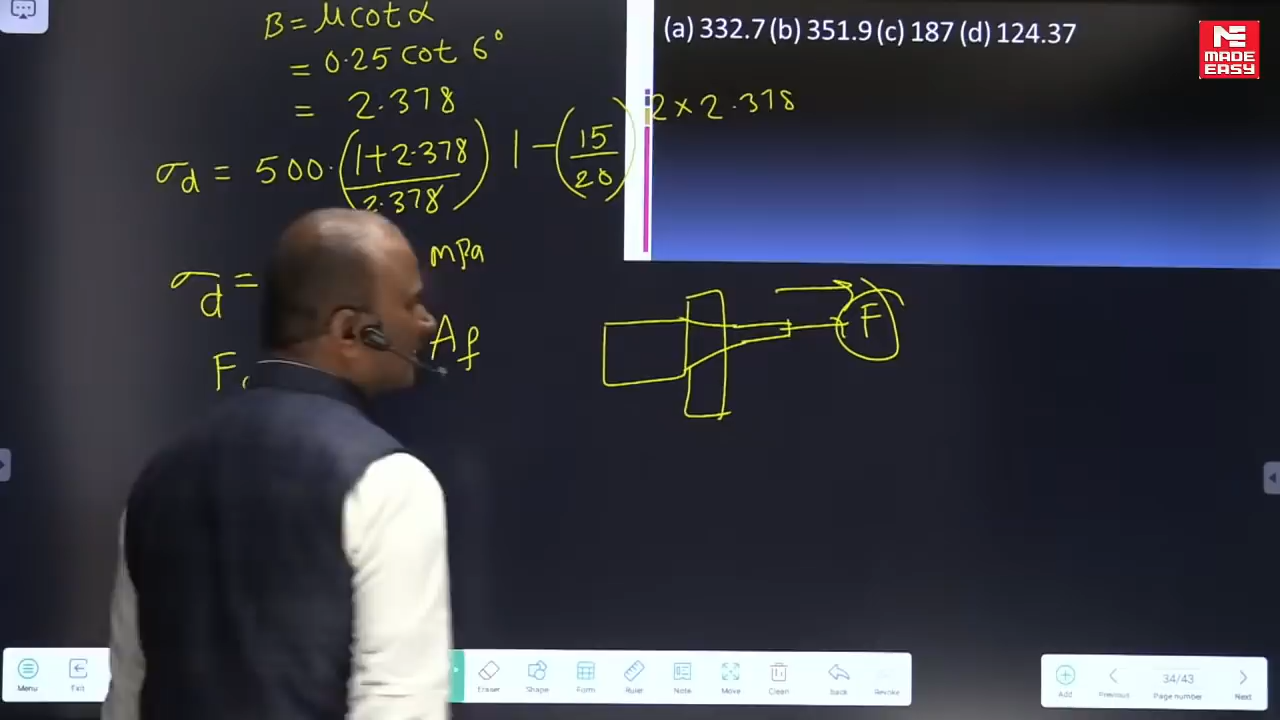 B = μ cot α
= 0.25 cot 6°
= 2.378
σd = 500. (1+2.378 / 2.378) 1 - (15/20) 2 × 2.378
σd = MPa
F Af
(a) 332.7 (b) 351.9 (c) 187 (d) 124.37
F
MADE
EASY
Menu
Exit
Eraser
Shape
Form
Ruler
Note
Move
Clean
Back
Revoke
Add
Previous
34/43
Page number
Next